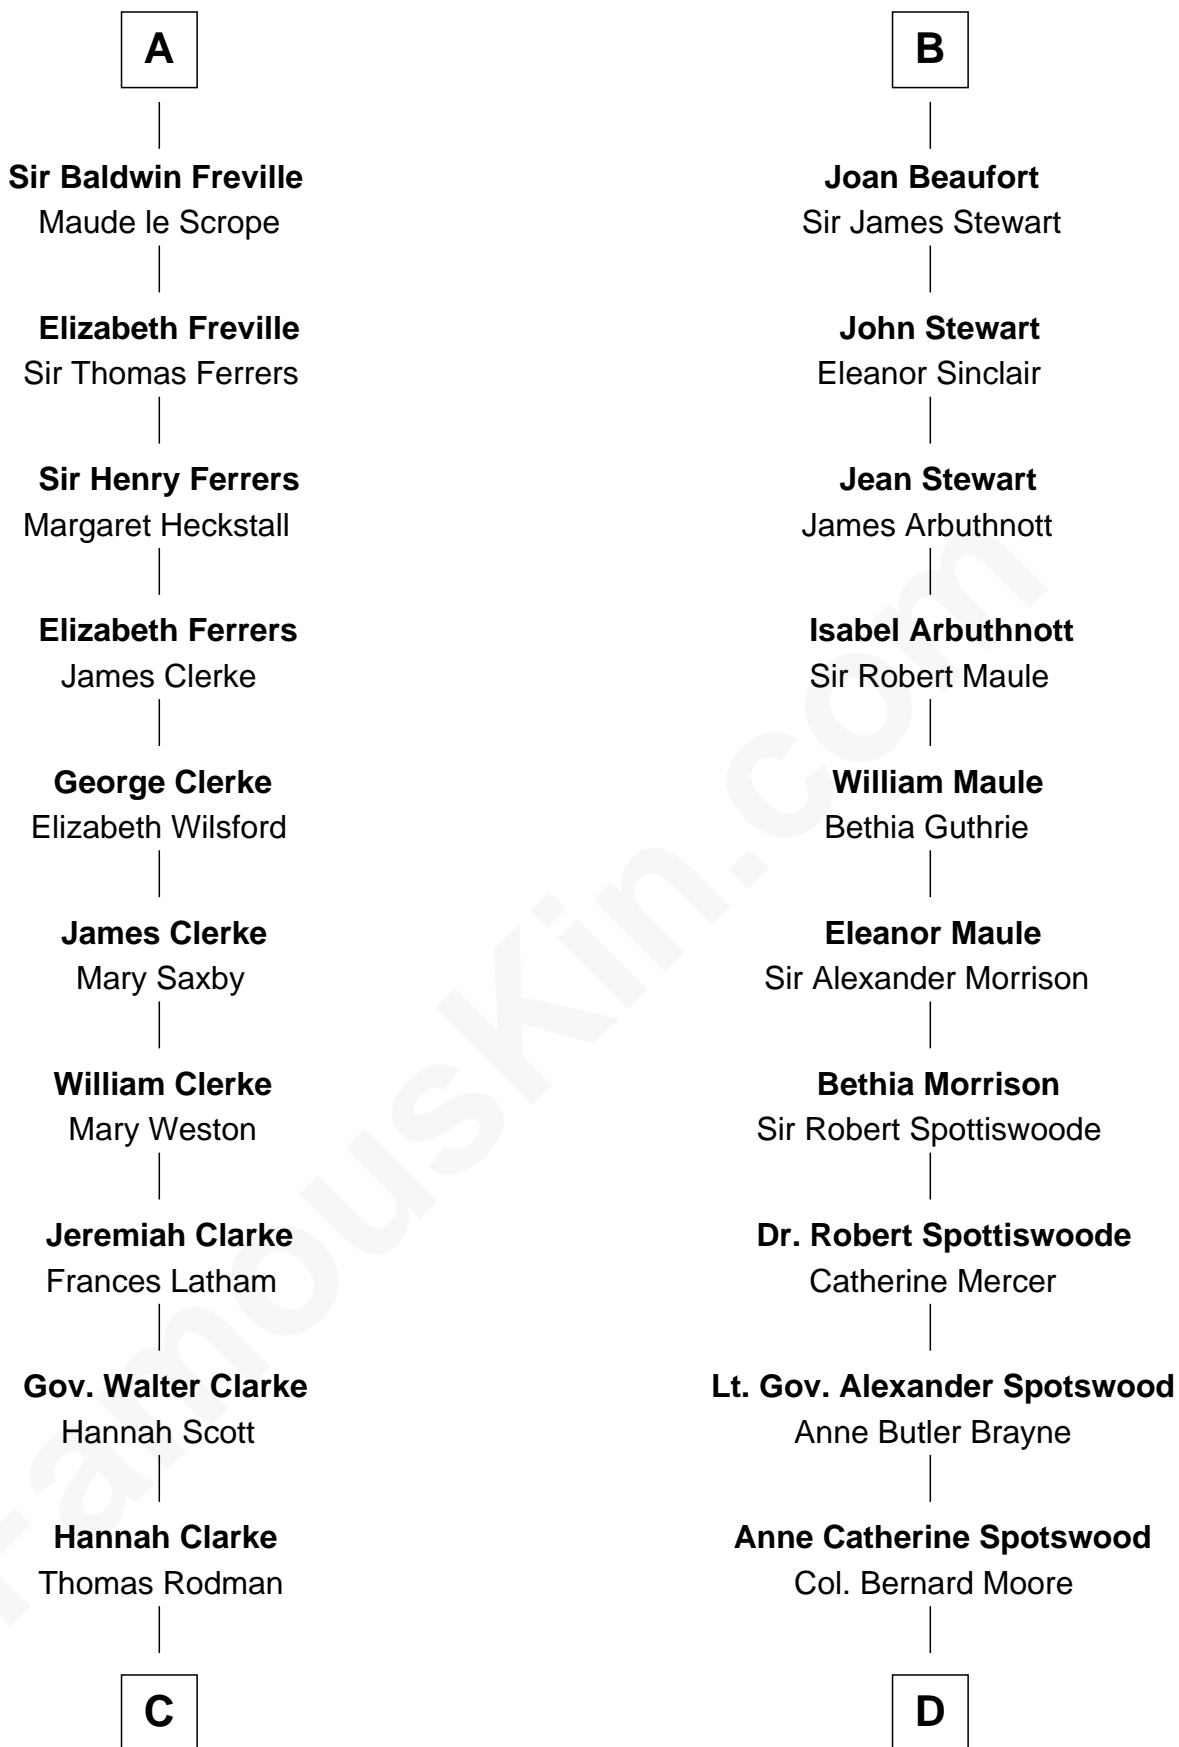 A
Sir Baldwin Freville
Maude le Scrope
Elizabeth Freville
Sir Thomas Ferrers
Sir Henry Ferrers
Margaret Heckstall
Elizabeth Ferrers
James Clerke
George Clerke
Elizabeth Wilsford
James Clerke
Mary Saxby
William Clerke
Mary Weston
Jeremiah Clarke
Frances Latham
Gov. Walter Clarke
Hannah Scott
Hannah Clarke
Thomas Rodman
C
B
Joan Beaufort
Sir James Stewart
John Stewart
Eleanor Sinclair
Jean Stewart
James Arbuthnott
Isabel Arbuthnott
Sir Robert Maule
William Maule
Bethia Guthrie
Eleanor Maule
Sir Alexander Morrison
Bethia Morrison
Sir Robert Spottiswoode
Dr. Robert Spottiswoode
Catherine Mercer
Lt. Gov. Alexander Spotswood
Anne Butler Brayne
Anne Catherine Spotswood
Col. Bernard Moore
D
FamousKin.com